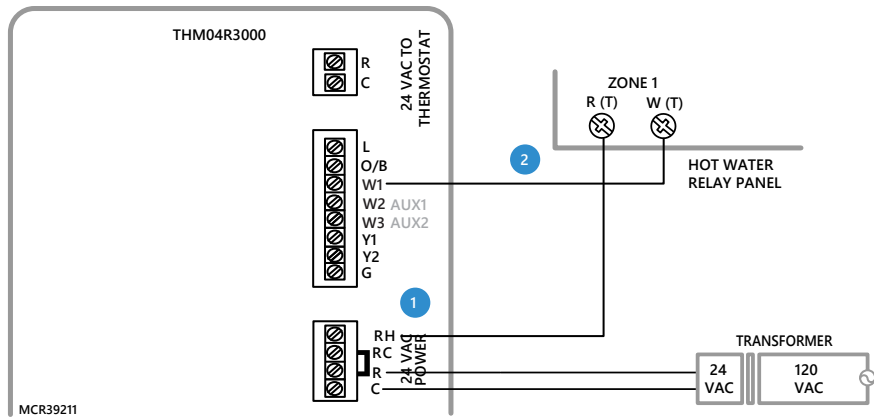 THM04R3000
R
C
24 VAC TO
THERMOSTAT
L
O/B
W1
W2 AUX1
W3 AUX2
Y1
Y2
G
2
ZONE 1
R (T) W (T)
HOT WATER
RELAY PANEL
1
RH
RC
R
C
24 VAC
POWER
TRANSFORMER
24
VAC
120
VAC
MCR39211